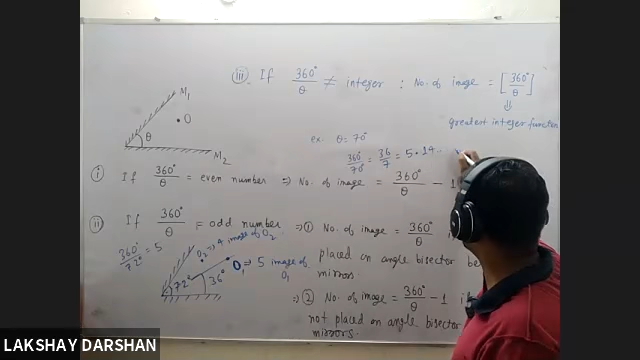 iii. If 360°/θ ≠ integer : No. of image = [360°/θ]
⇓
greatest integer function
M1
O
θ
M2
ex. θ = 70°
360°/70° = 36/7 = 5.14..
i If 360°/θ = even number ⇒ No. of image = 360°/θ - 1
ii If 360°/θ = odd number ⇒ 1 No. of image = 360°/θ
placed on angle bisector be
mirrors.
360°/72° = 5
O2 → 4 image of O2
O1 ⇒ 5 image of
O1
72°
36°
⇒ 2 No. of image = 360°/θ - 1 i
not placed on angle bisector
mirrors.
LAKSHAY DARSHAN